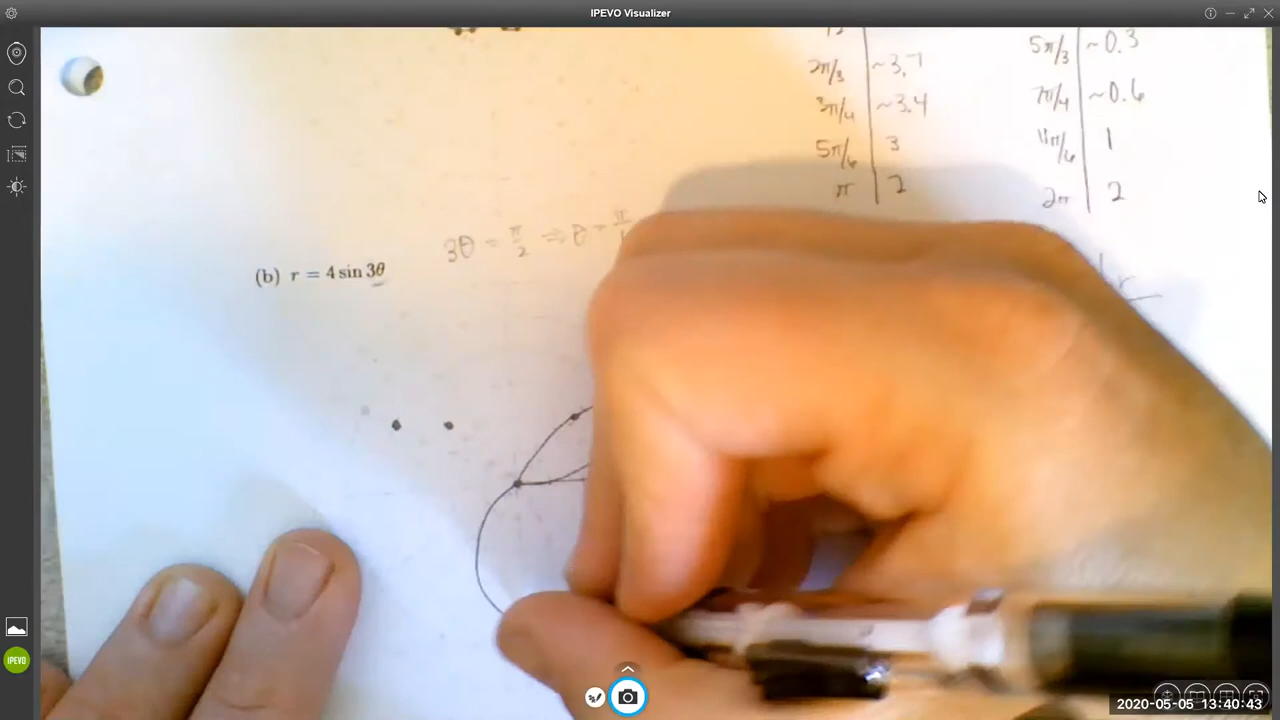 IPEVO Visualizer
2π/3 ~3.7
3π/4 ~3.4
5π/6 3
π 2
5π/3 ~0.3
7π/4 ~0.6
11π/6 1
2π 2
3θ = π/2 ⇒ θ = π
(b) r = 4 sin 3θ
r
IPEVO
2020-05-05 13:40:43